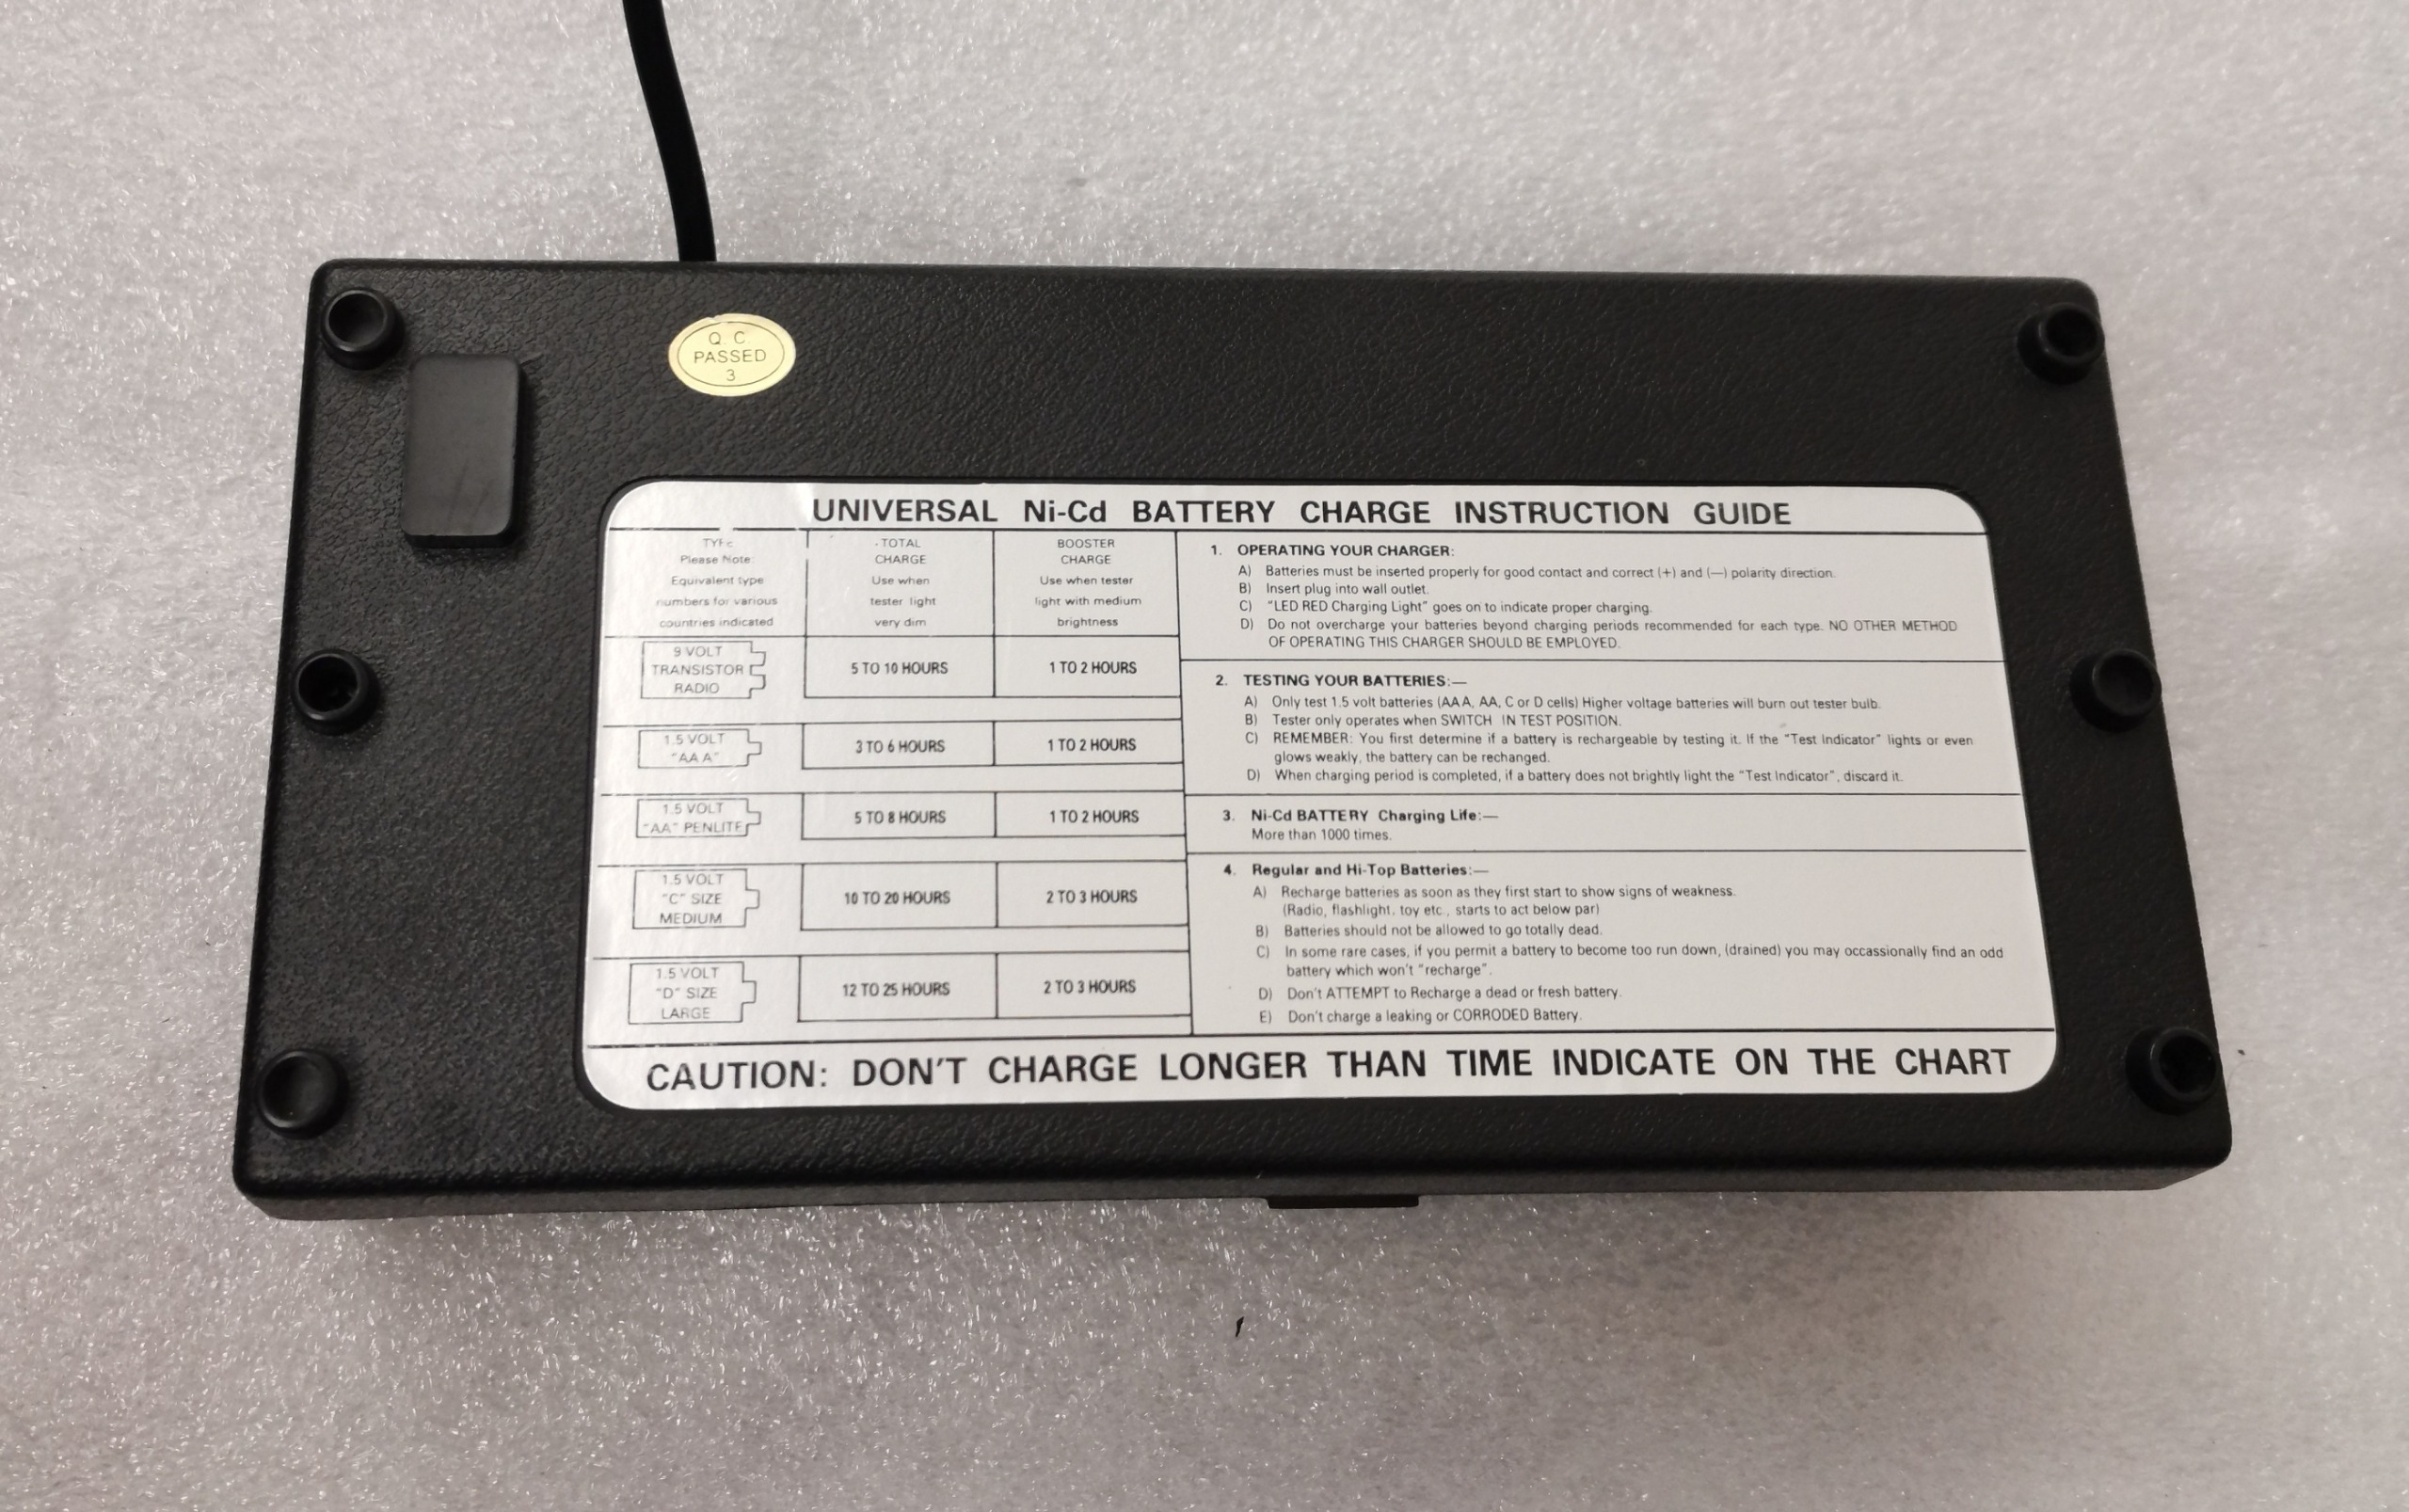 Q. C
PASSED
3
UNIVERSAL Ni-Cd BATTERY CHARGE INSTRUCTION GUIDE
Please Note:
Equivalent type
numbers for various
countries indicated
TOTAL
CHARGE
Use when
tester light
very dim
BOOSTER
CHARGE
Use when tester
light with medium
brightness
9 VOLT
TRANSISTOR
RADIO
5 TO 10 HOURS
1 TO 2 HOURS
1.5 VOLT
"AAA"
3 TO 6 HOURS
1 TO 2 HOURS
1.5 VOLT
"AA" PENLITE
5 TO 8 HOURS
1 TO 2 HOURS
1.5 VOLT
"C" SIZE
MEDIUM
10 TO 20 HOURS
2 TO 3 HOURS
1.5 VOLT
"D" SIZE
LARGE
12 TO 25 HOURS
2 TO 3 HOURS
1. OPERATING YOUR CHARGER:
A) Batteries must be inserted properly for good contact and correct (+) and (—) polarity direction.
B) Insert plug into wall outlet.
C) "LED RED Charging Light" goes on to indicate proper charging.
D) Do not overcharge your batteries beyond charging periods recommended for each type. NO OTHER METHOD
OF OPERATING THIS CHARGER SHOULD BE EMPLOYED.
2. TESTING YOUR BATTERIES:—
A) Only test 1.5 volt batteries (AAA, AA, C or D cells) Higher voltage batteries will burn out tester bulb.
B) Tester only operates when SWITCH IN TEST POSITION.
C) REMEMBER: You first determine if a battery is rechargeable by testing it. If the "Test Indicator" lights or even
glows weakly, the battery can be rechanged.
D) When charging period is completed, if a battery does not brightly light the "Test Indicator", discard it.
3. Ni-Cd BATTERY Charging Life:—
More than 1000 times.
4. Regular and Hi-Top Batteries:—
A) Recharge batteries as soon as they first start to show signs of weakness.
(Radio, flashlight, toy etc., starts to act below par)
B) Batteries should not be allowed to go totally dead.
C) In some rare cases, if you permit a battery to become too run down, (drained) you may occassionally find an odd
battery which won't "recharge".
D) Don't ATTEMPT to Recharge a dead or fresh battery.
E) Don't charge a leaking or CORRODED Battery.
CAUTION: DON'T CHARGE LONGER THAN TIME INDICATE ON THE CHART